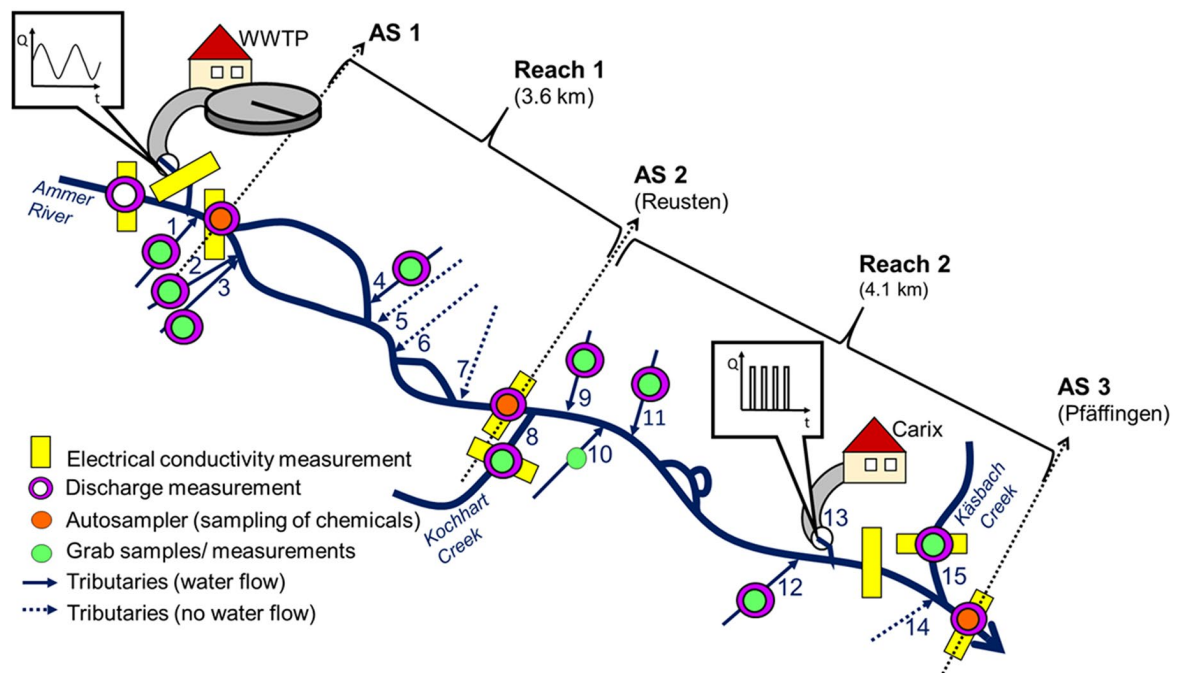 Q
t
WWTP
AS 1
Reach 1
(3.6 km)
AS 2
(Reusten)
Reach 2
(4.1 km)
AS 3
(Pfäffingen)
Ammer
River
1
2
3
4
5
6
7
8
9
10
11
Kochhart
Creek
Q
t
Carix
13
12
Käsbach
Creek
15
14
Electrical conductivity measurement
Discharge measurement
Autosampler (sampling of chemicals)
Grab samples/ measurements
Tributaries (water flow)
Tributaries (no water flow)